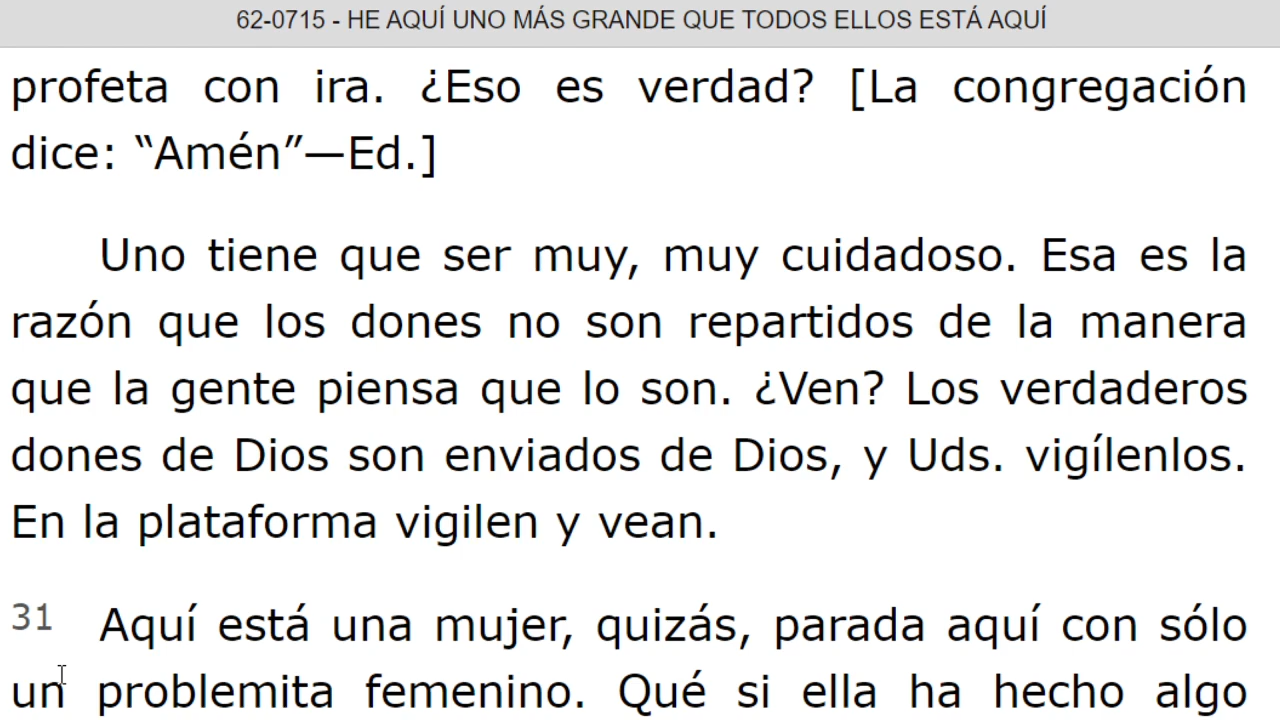 62-0715 - HE AQUÍ UNO MÁS GRANDE QUE TODOS ELLOS ESTÁ AQUÍ
profeta con ira. ¿Eso es verdad? [La congregación
dice: “Amén”—Ed.]
Uno tiene que ser muy, muy cuidadoso. Esa es la
razón que los dones no son repartidos de la manera
que la gente piensa que lo son. ¿Ven? Los verdaderos
dones de Dios son enviados de Dios, y Uds. vigílenlos.
En la plataforma vigilen y vean.
31 Aquí está una mujer, quizás, parada aquí con sólo
un problemita femenino. Qué si ella ha hecho algo